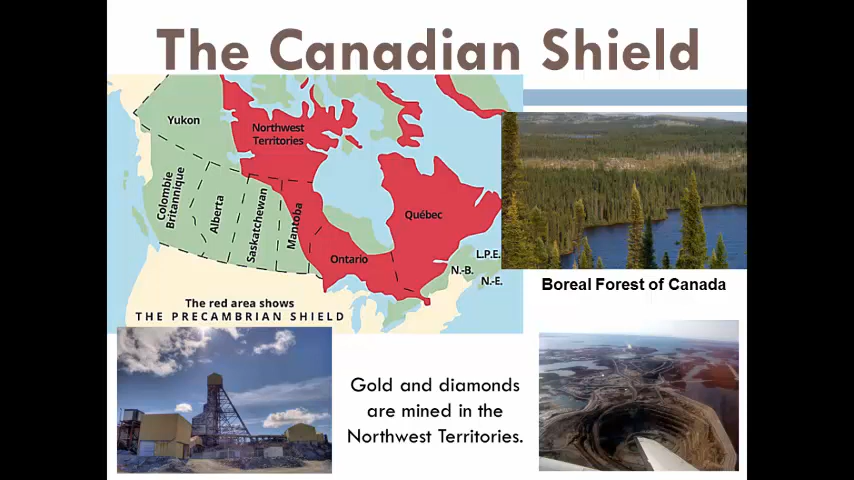 The Canadian Shield
Yukon
Northwest
Territories
Colombie
Britannique
Alberta
Saskatchewan
Manitoba
Ontario
Québec
L.P.E.
N.-B.
N.-E.
The red area shows
THE PRECAMBRIAN SHIELD
Boreal Forest of Canada
Gold and diamonds
are mined in the
Northwest Territories.